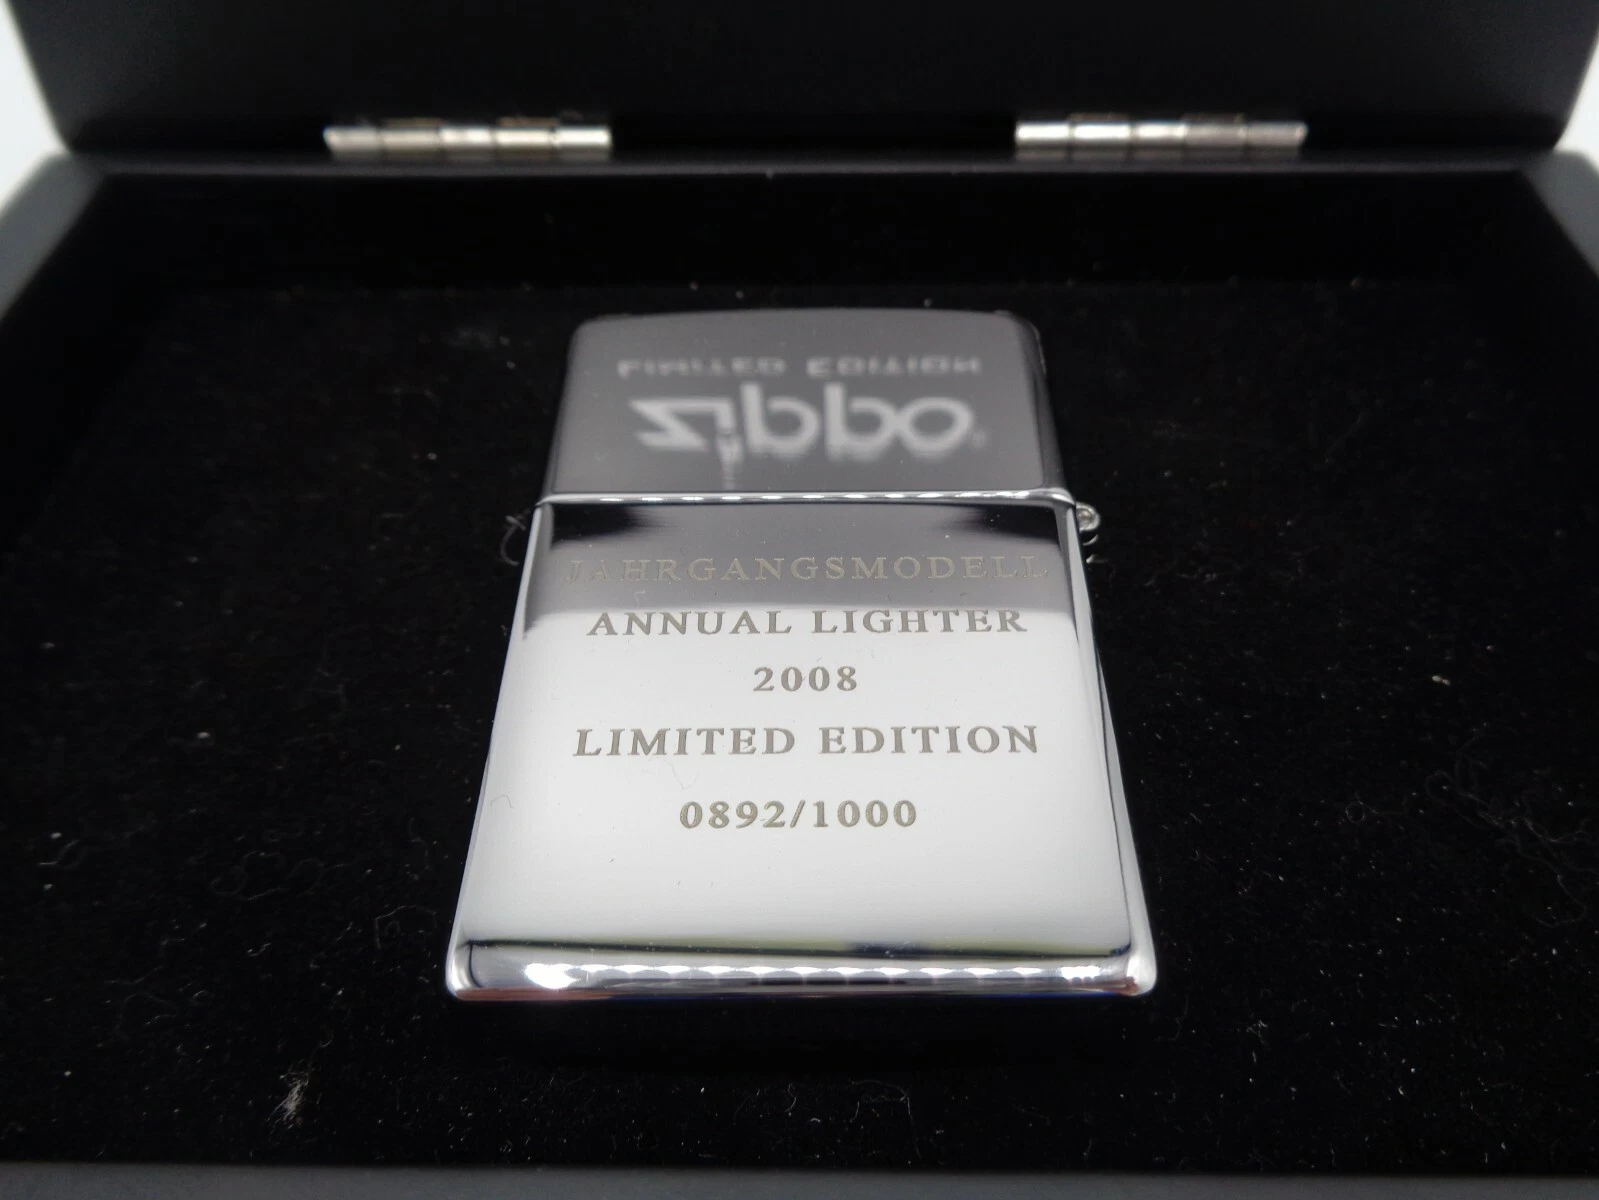 LIMITED EDITION
zippo
JAHRGANGSMODELL
ANNUAL LIGHTER
2008
LIMITED EDITION
0892/1000